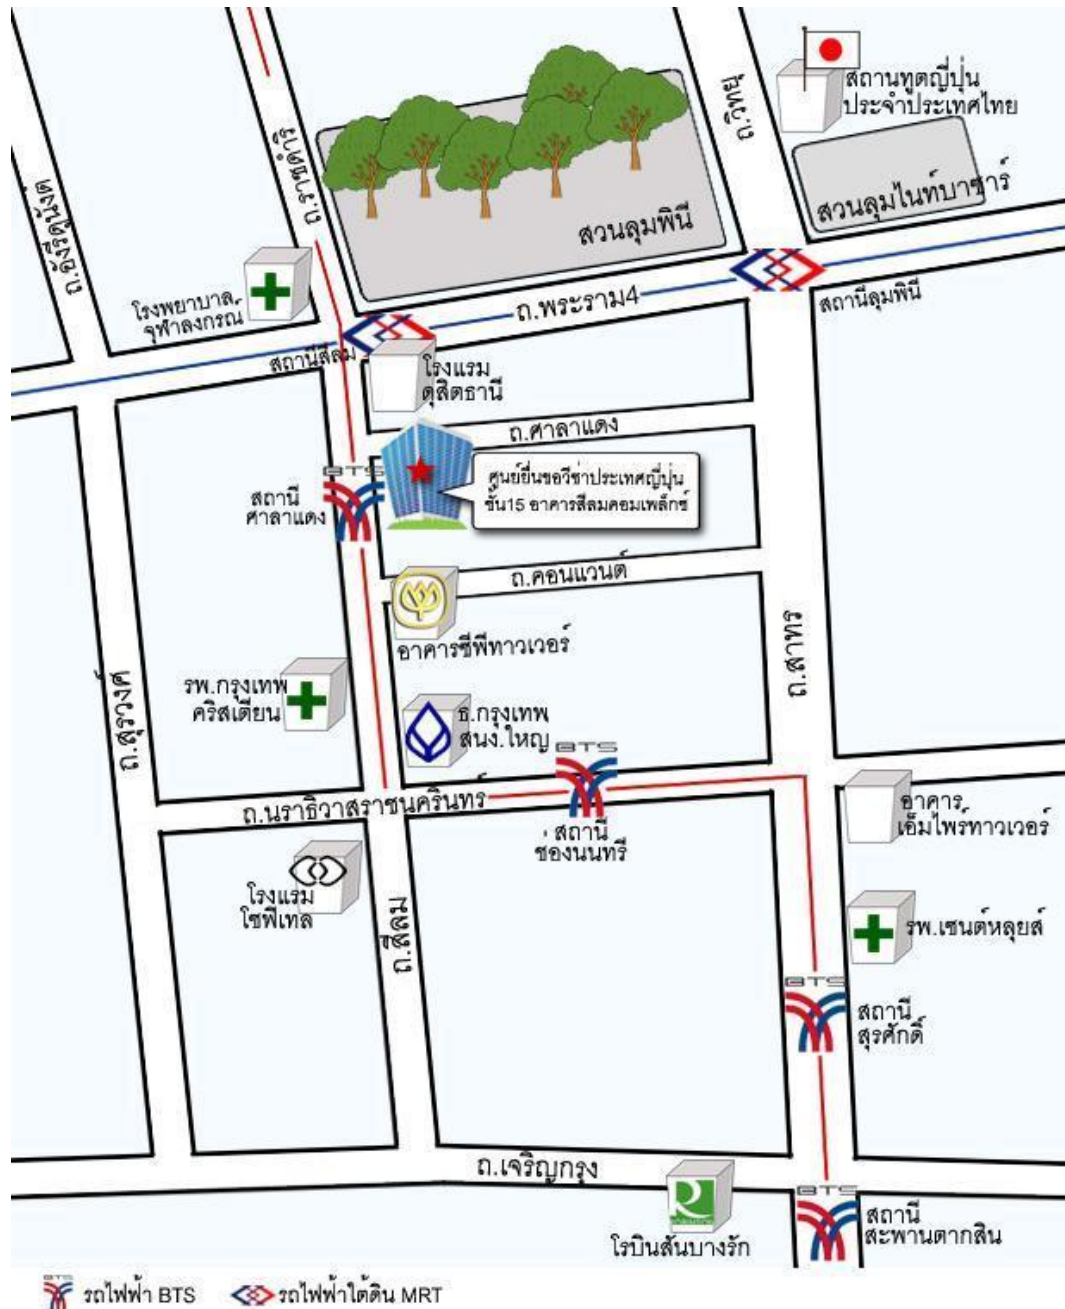 สถานทูตญี่ปุ่น
ประจำประเทศไทย
ถ.วิทยุ
ถ.ราชดำริ
ถ.อังรีดูนังต์
สวนลุมไนท์บาซาร์
สวนลุมพินี
โรงพยาบาล
จุฬาลงกรณ์
ถ.พระราม4
สถานีลุมพินี
สถานีสีลม
โรงแรม
ดุสิตธานี
ถ.ศาลาแดง
BTS
สถานี
ศาลาแดง
ศูนย์ยื่นขอวีซ่าประเทศญี่ปุ่น
ชั้น15 อาคารสีลมคอมเพล็กซ์
ถ.คอนแวนต์
อาคารซีพีทาวเวอร์
ถ.สาทร
ถ.สุรวงศ์
รพ.กรุงเทพ
คริสเตียน
ธ.กรุงเทพ
สนง.ใหญ่
BTS
ถ.นราธิวาสราชนครินทร์
สถานี
ช่องนนทรี
อาคาร
เอ็มไพร์ทาวเวอร์
โรงแรม
โซฟิเทล
ถ.สีลม
รพ.เซนต์หลุยส์
BTS
สถานี
สุรศักดิ์
ถ.เจริญกรุง
โรบินสันบางรัก
BTS
สถานี
สะพานตากสิน
BTS
รถไฟฟ้า BTS
รถไฟฟ้าใต้ดิน MRT